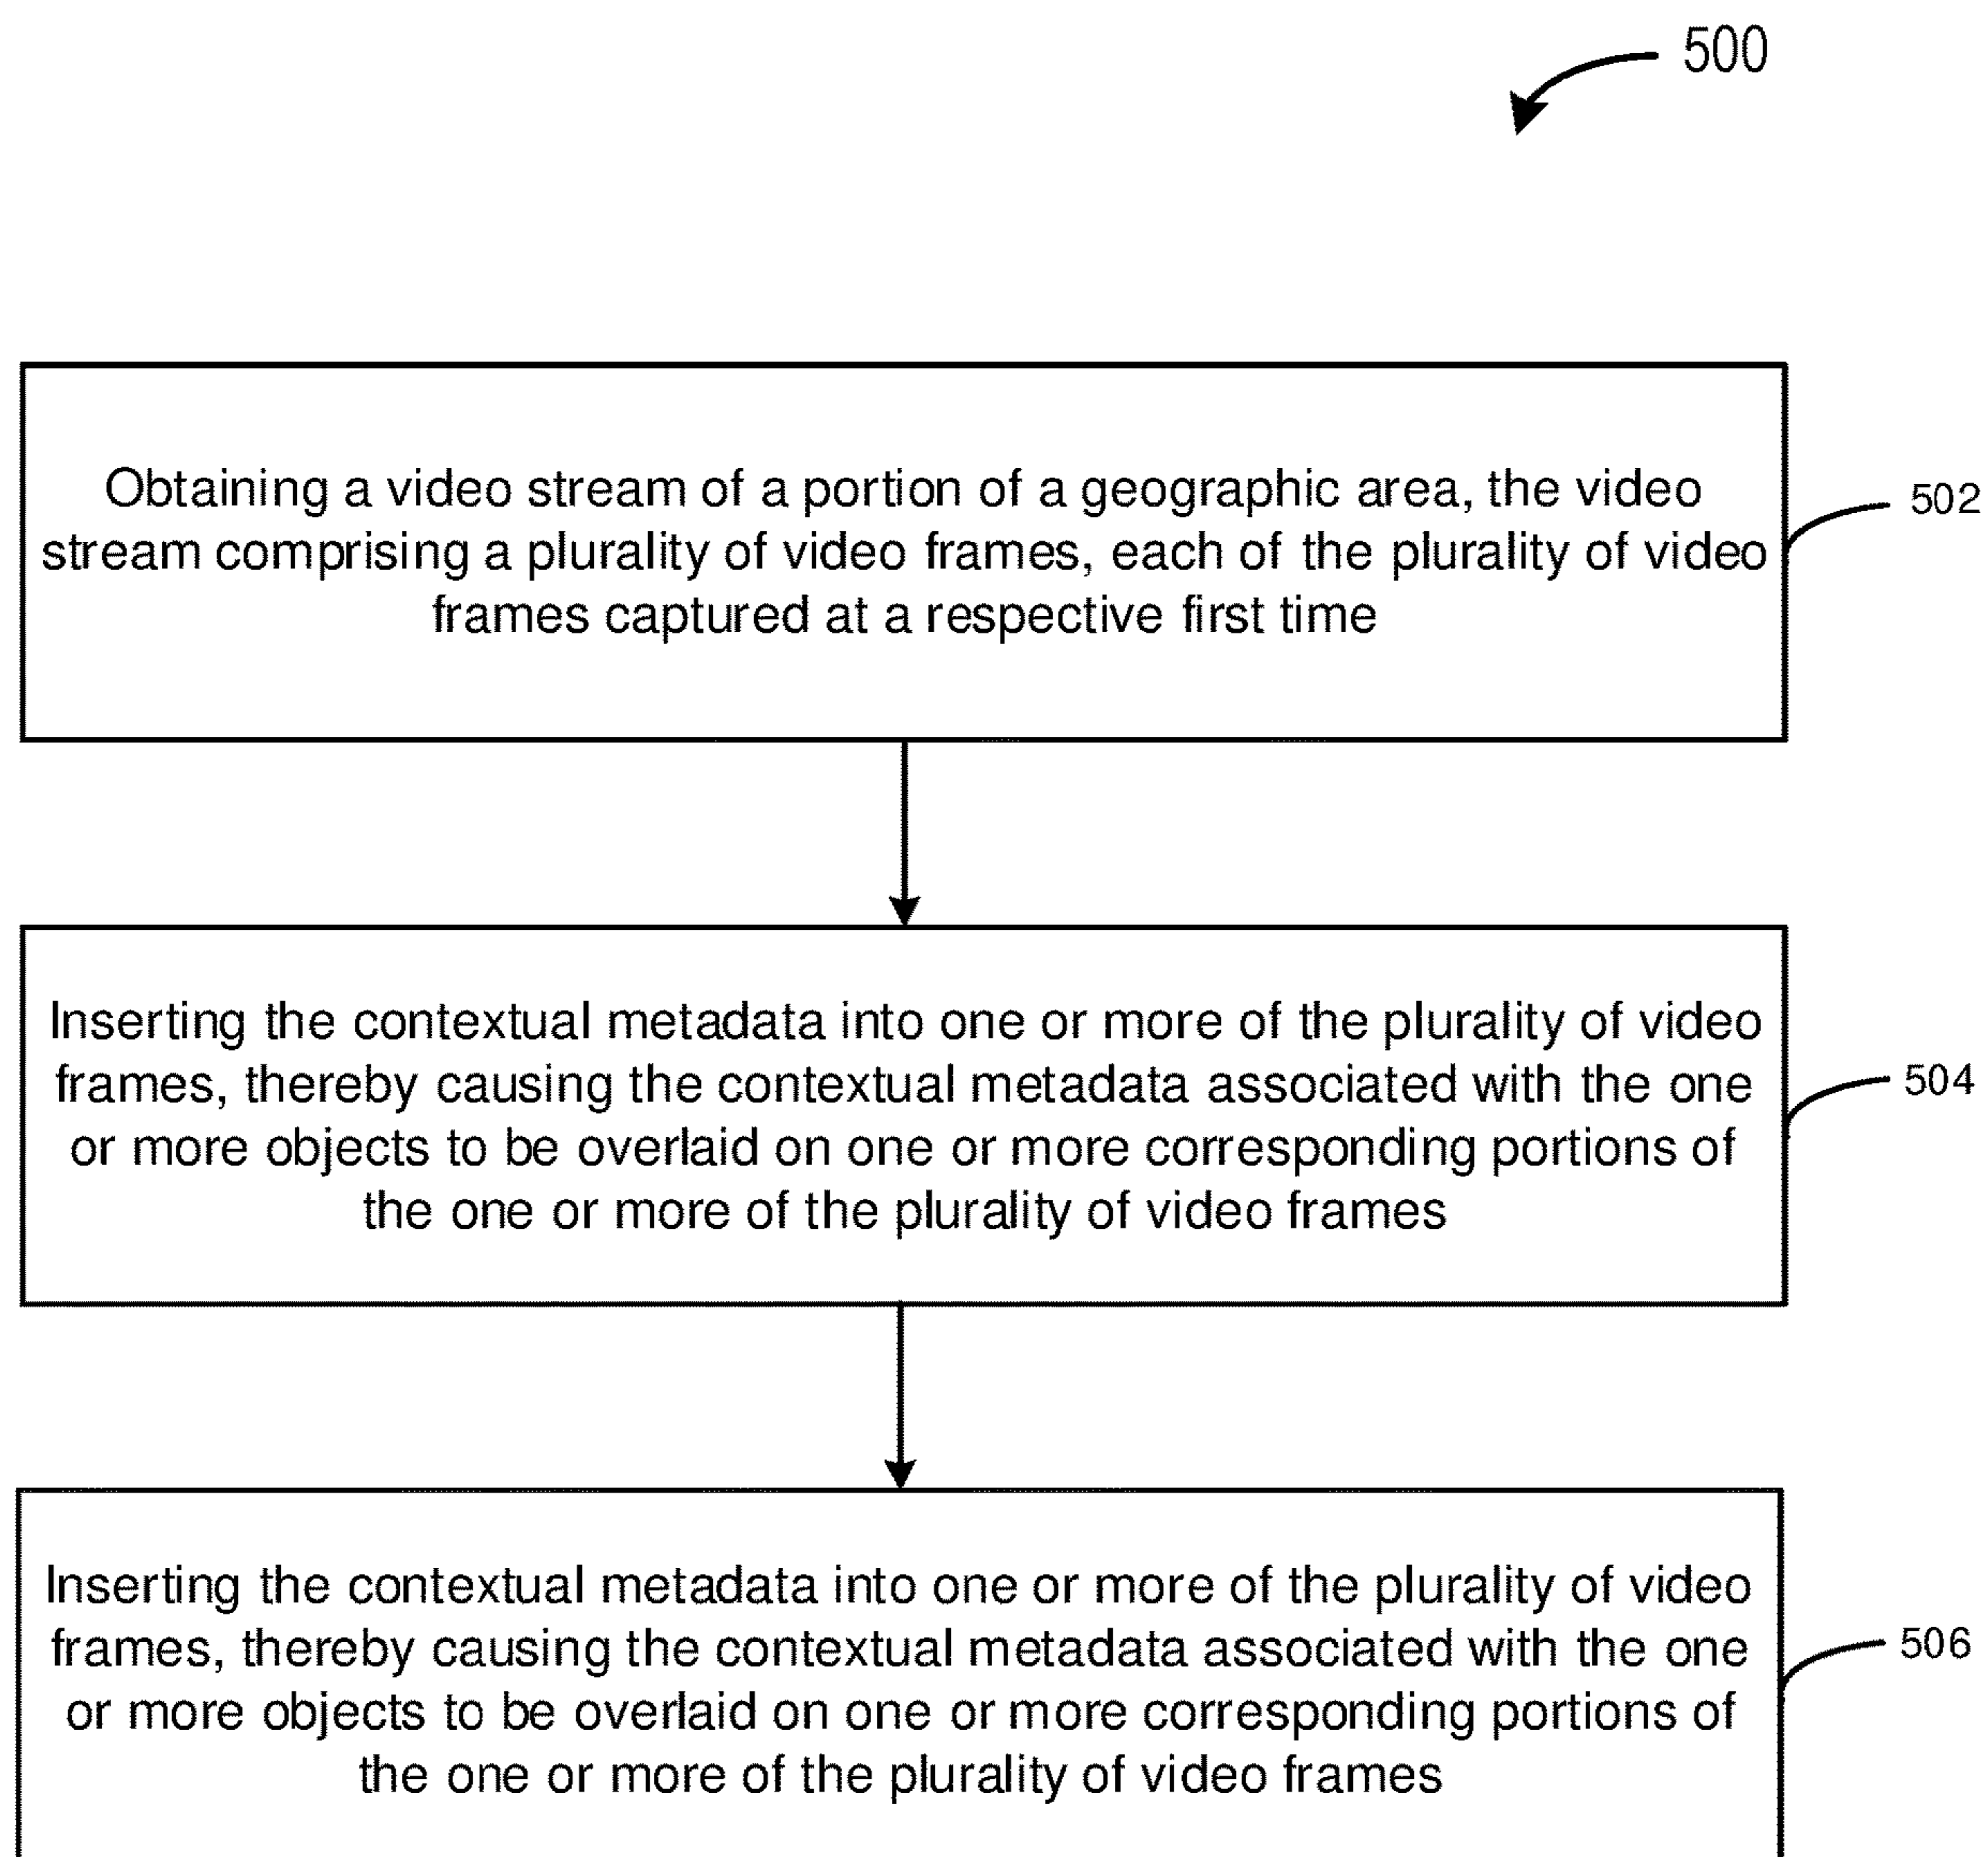 500
Obtaining a video stream of a portion of a geographic area, the video
stream comprising a plurality of video frames, each of the plurality of video
frames captured at a respective first time
502
Inserting the contextual metadata into one or more of the plurality of video
frames, thereby causing the contextual metadata associated with the one
or more objects to be overlaid on one or more corresponding portions of
the one or more of the plurality of video frames
504
Inserting the contextual metadata into one or more of the plurality of video
frames, thereby causing the contextual metadata associated with the one
or more objects to be overlaid on one or more corresponding portions of
the one or more of the plurality of video frames
506